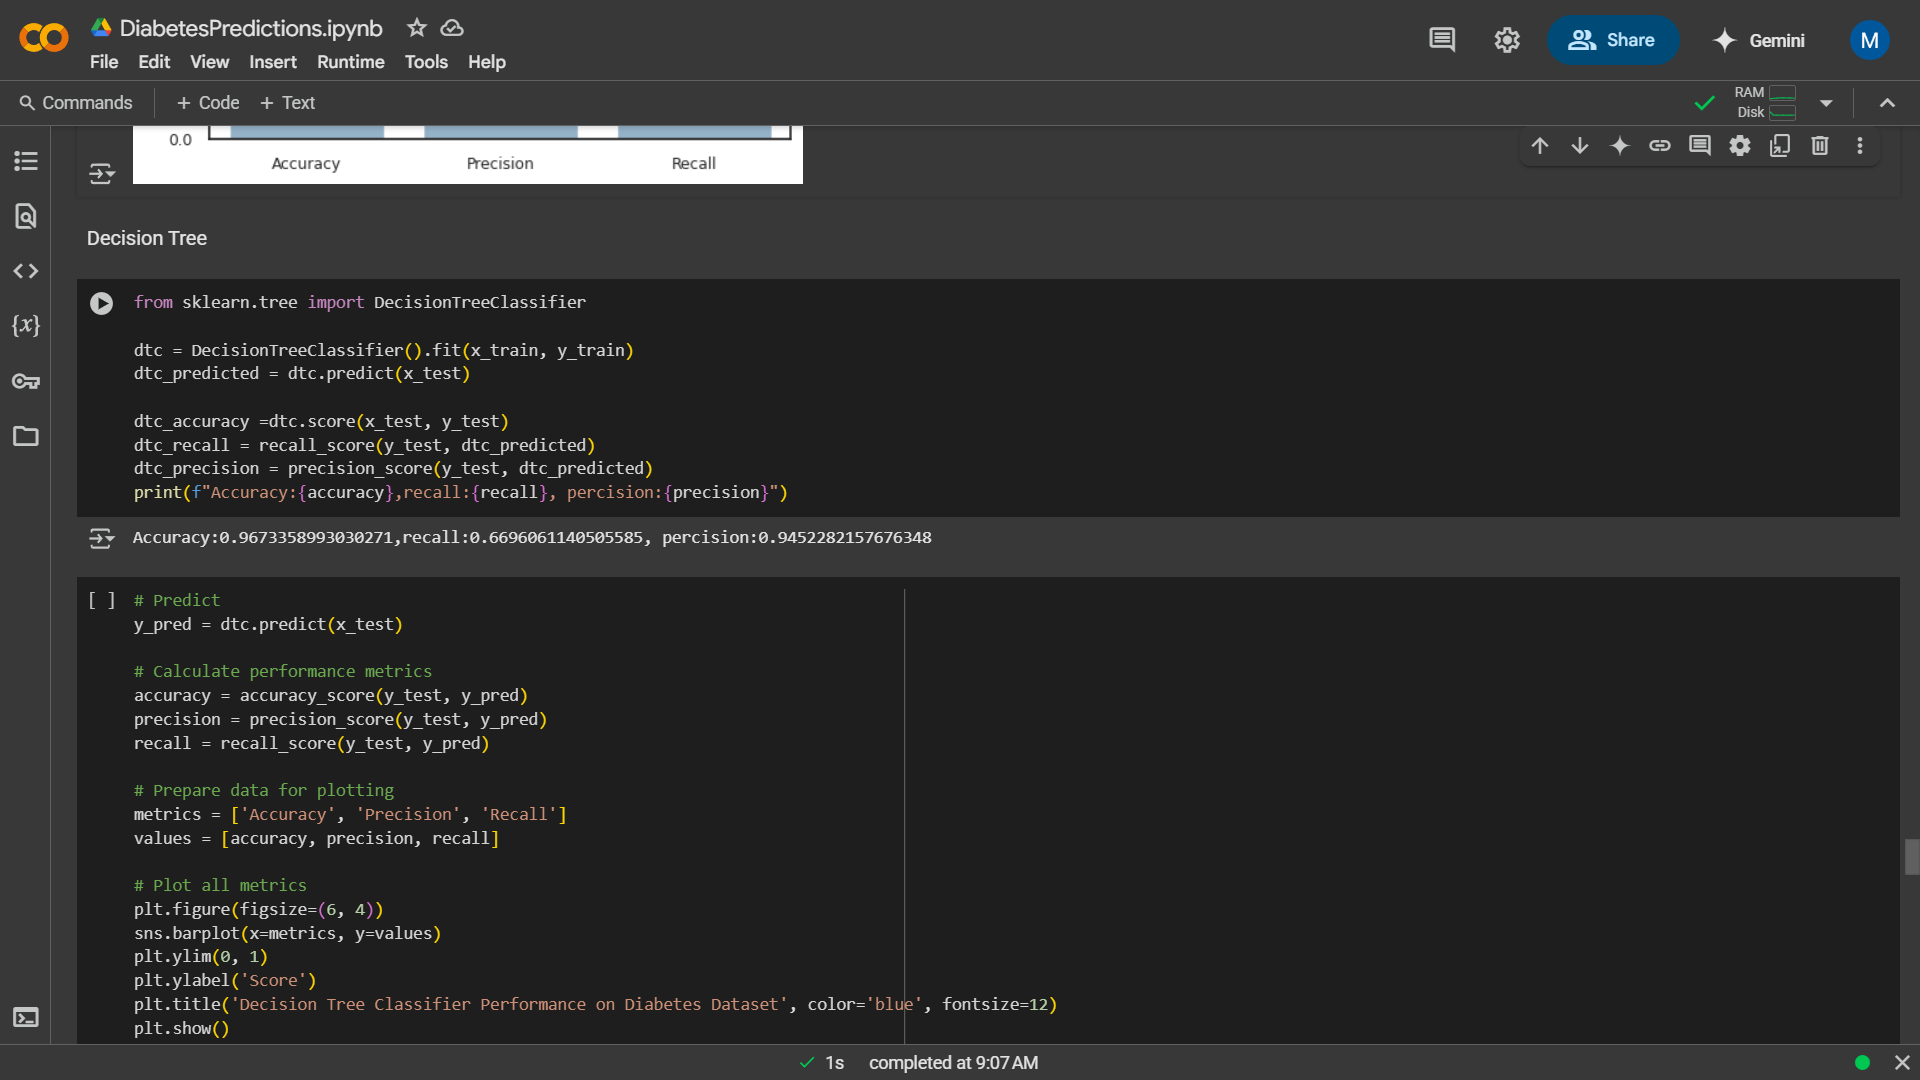 DiabetesPredictions.ipynb
File Edit View Insert Runtime Tools Help
Share
Gemini
M
Commands
+ Code + Text
RAM
Disk
0.0
Accuracy Precision Recall
Decision Tree
from sklearn.tree import DecisionTreeClassifier
dtc = DecisionTreeClassifier().fit(x_train, y_train)
dtc_predicted = dtc.predict(x_test)
dtc_accuracy =dtc.score(x_test, y_test)
dtc_recall = recall_score(y_test, dtc_predicted)
dtc_precision = precision_score(y_test, dtc_predicted)
print(f"Accuracy:{accuracy},recall:{recall}, percision:{precision}")
Accuracy:0.9673358993030271,recall:0.6696061140505585, percision:0.9452282157676348
[ ] # Predict
y_pred = dtc.predict(x_test)
# Calculate performance metrics
accuracy = accuracy_score(y_test, y_pred)
precision = precision_score(y_test, y_pred)
recall = recall_score(y_test, y_pred)
# Prepare data for plotting
metrics = ['Accuracy', 'Precision', 'Recall']
values = [accuracy, precision, recall]
# Plot all metrics
plt.figure(figsize=(6, 4))
sns.barplot(x=metrics, y=values)
plt.ylim(0, 1)
plt.ylabel('Score')
plt.title('Decision Tree Classifier Performance on Diabetes Dataset', color='blue', fontsize=12)
plt.show()
1s completed at 9:07 AM